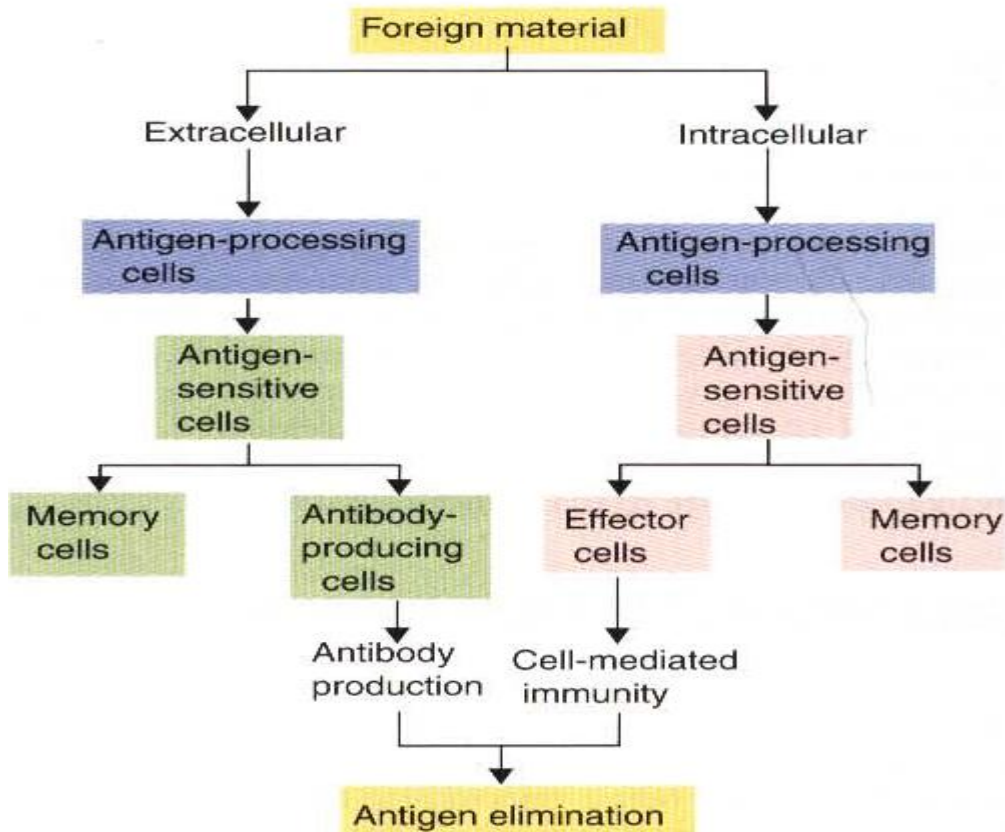 Foreign material
Extracellular
Intracellular
Antigen-processing
cells
Antigen-processing
cells
Antigen-
sensitive
cells
Antigen-
sensitive
cells
Memory
cells
Antibody-
producing
cells
Effector
cells
Memory
cells
Antibody
production
Cell-mediated
immunity
Antigen elimination